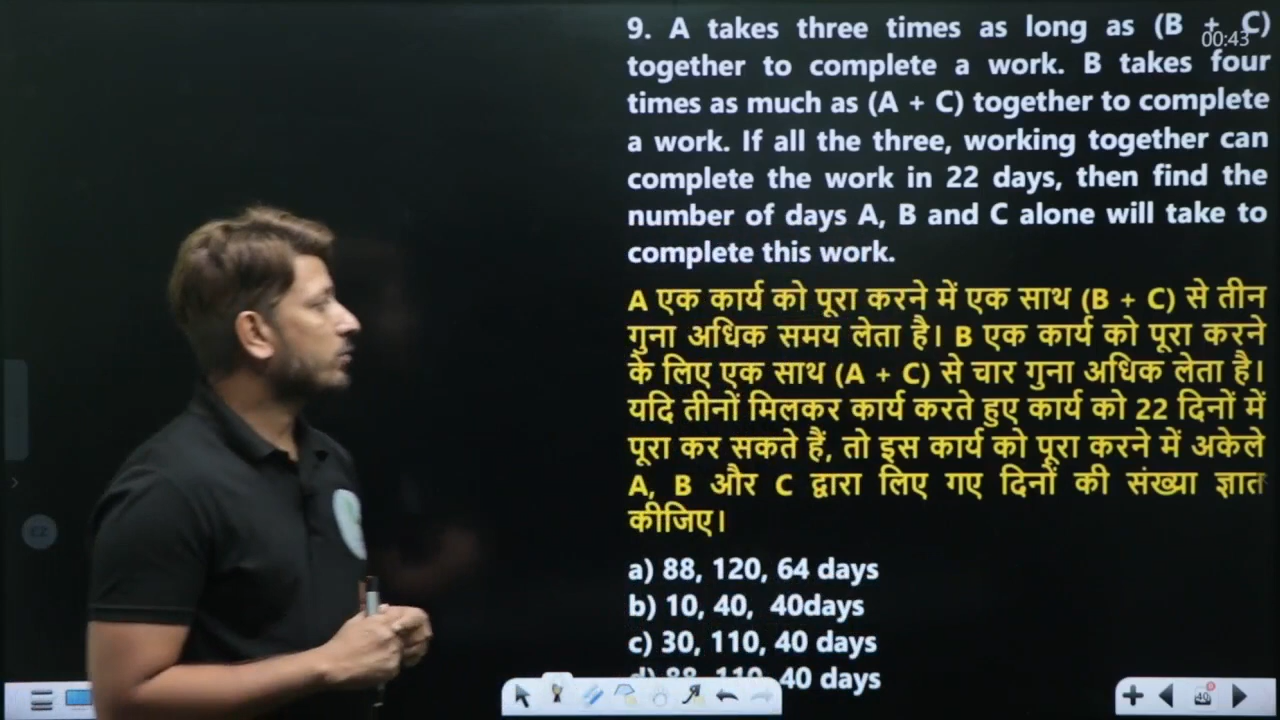 9. A takes three times as long as (B + C)
00:43
together to complete a work. B takes four
times as much as (A + C) together to complete
a work. If all the three, working together can
complete the work in 22 days, then find the
number of days A, B and C alone will take to
complete this work.
A एक कार्य को पूरा करने में एक साथ (B + C) से तीन
गुना अधिक समय लेता है। B एक कार्य को पूरा करने
के लिए एक साथ (A + C) से चार गुना अधिक लेता है।
यदि तीनों मिलकर कार्य करते हुए कार्य को 22 दिनों में
पूरा कर सकते हैं, तो इस कार्य को पूरा करने में अकेले
A, B और C द्वारा लिए गए दिनों की संख्या ज्ञात
कीजिए।
EZ
a) 88, 120, 64 days
b) 10, 40, 40days
c) 30, 110, 40 days
d) 88, 110, 40 days
40